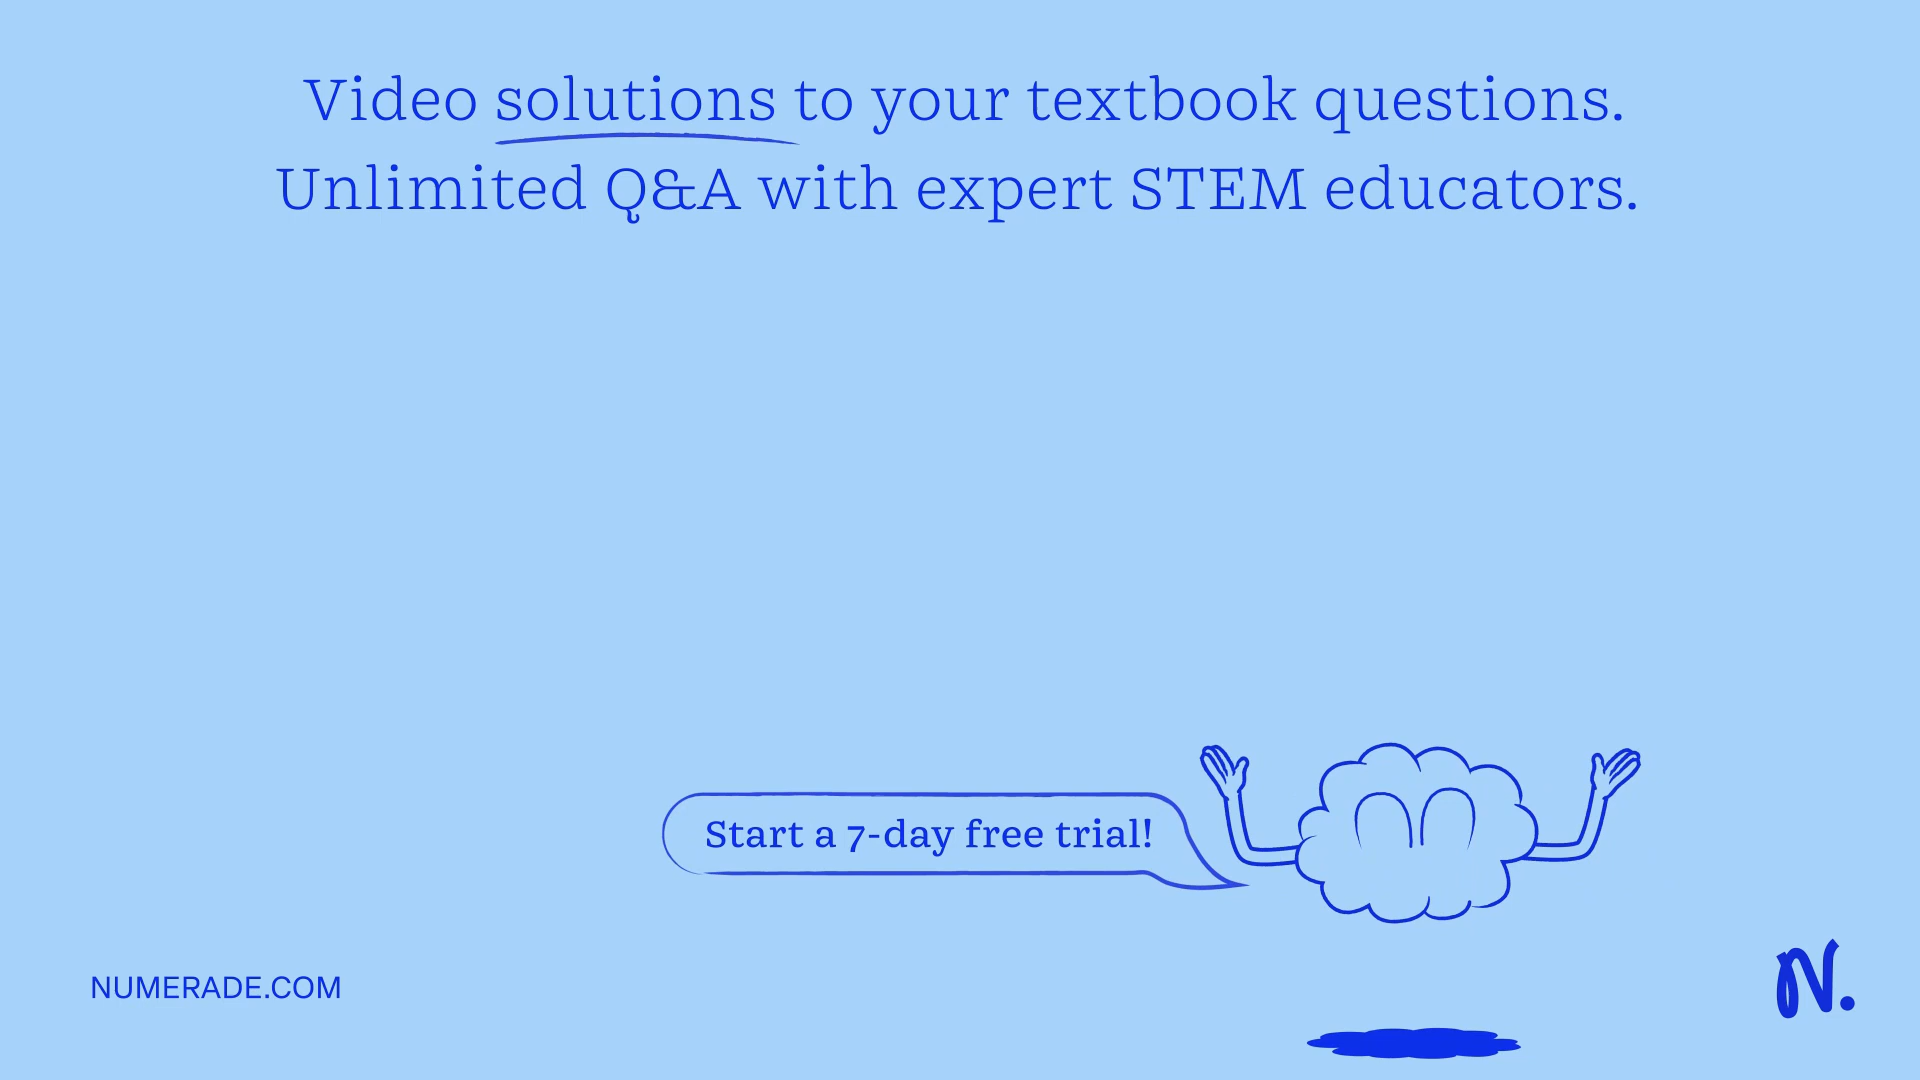 Video solutions to your textbook questions.
Unlimited Q&A with expert STEM educators.
Start a 7-day free trial!
NUMERADE.COM
N.